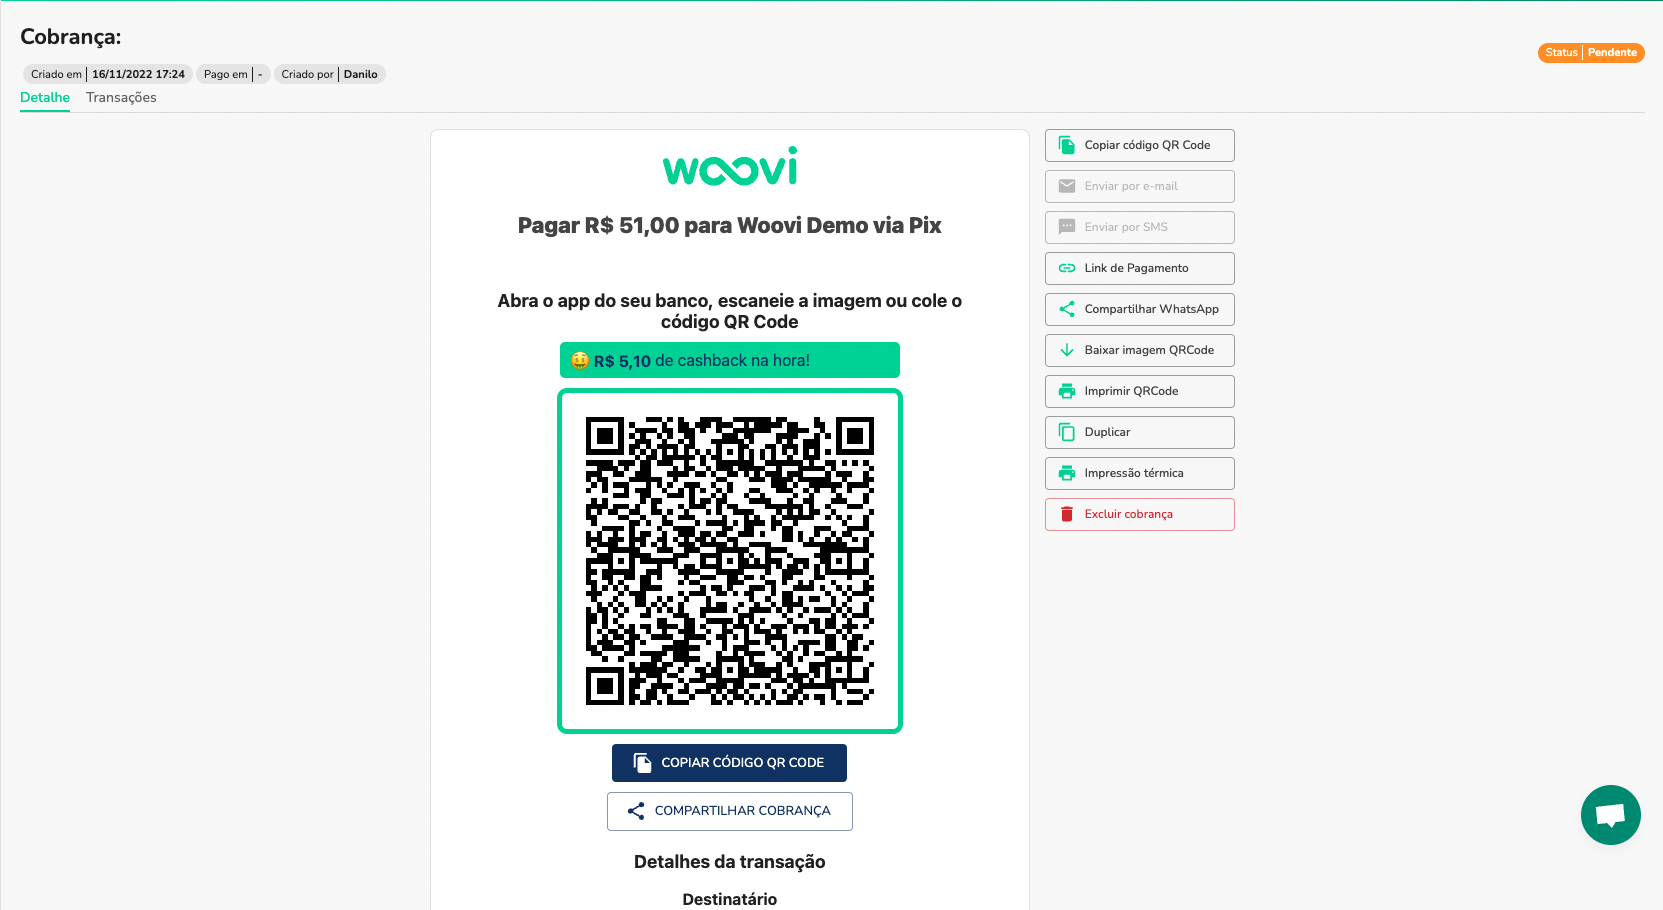 Cobrança:
Status | Pendente
Criado em | 16/11/2022 17:24 Pago em | - Criado por | Danilo
Detalhe Transações
woovi
Pagar R$ 51,00 para Woovi Demo via Pix
Abra o app do seu banco, escaneie a imagem ou cole o
código QR Code
R$ 5,10 de cashback na hora!
COPIAR CÓDIGO QR CODE
COMPARTILHAR COBRANÇA
Detalhes da transação
Destinatário
Copiar código QR Code
Enviar por e-mail
Enviar por SMS
Link de Pagamento
Compartilhar WhatsApp
Baixar imagem QRCode
Imprimir QRCode
Duplicar
Impressão térmica
Excluir cobrança